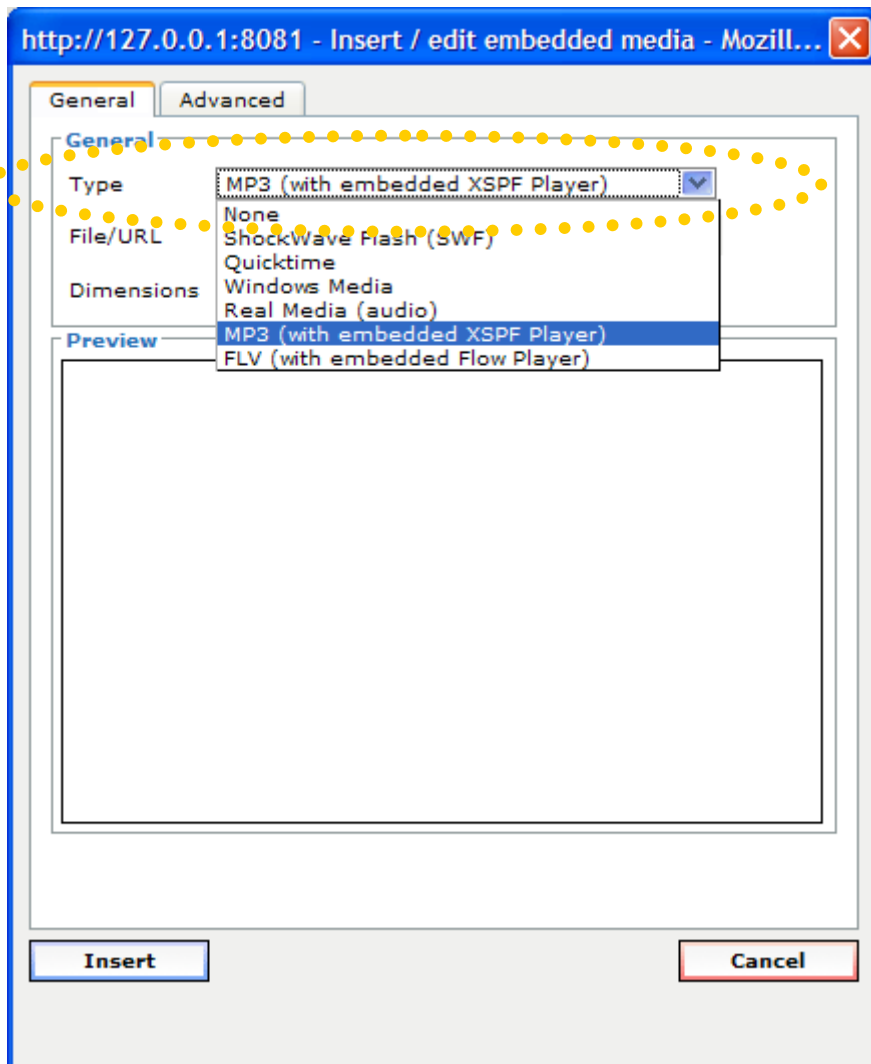 http://127.0.0.1:8081 - Insert / edit embedded media - Mozill...
General Advanced
General
Type MP3 (with embedded XSPF Player)
None
File/URL ShockWave Flash (SWF)
Quicktime
Dimensions Windows Media
Real Media (audio)
MP3 (with embedded XSPF Player)
Preview
FLV (with embedded Flow Player)
Insert Cancel